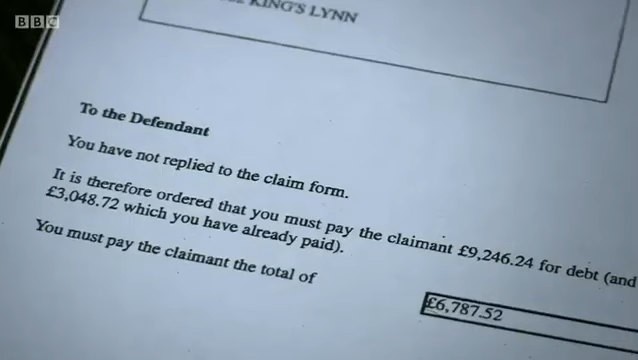 BBC
KING'S LYNN
To the Defendant
You have not replied to the claim form.
It is therefore ordered that you must pay the claimant £9,246.24 for debt (and
£3,048.72 which you have already paid).
You must pay the claimant the total of
£6,787.52